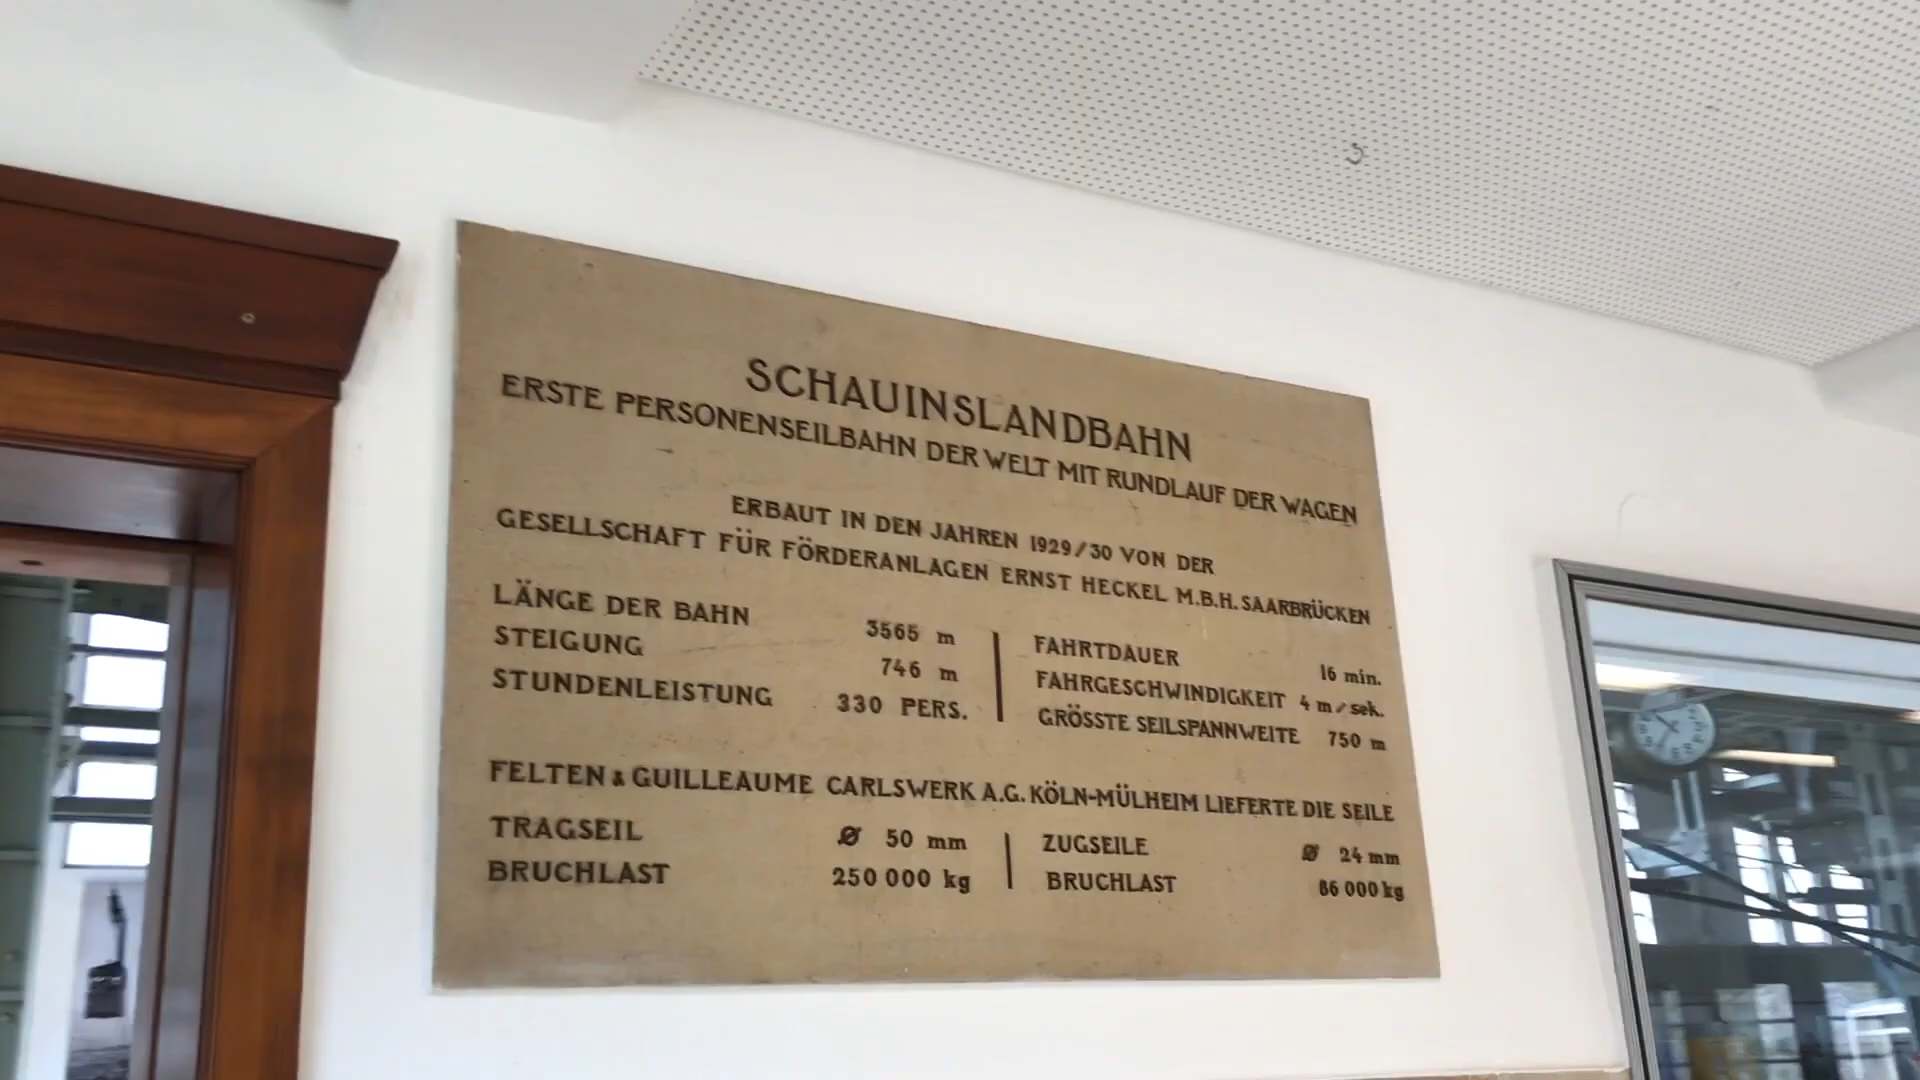 SCHAUINSLANDBAHN
ERSTE PERSONENSEILBAHN DER WELT MIT RUNDLAUF DER WAGEN
ERBAUT IN DEN JAHREN 1929/30 VON DER
GESELLSCHAFT FÜR FÖRDERANLAGEN ERNST HECKEL M.B.H. SAARBRÜCKEN
LÄNGE DER BAHN 3565 m
STEIGUNG 746 m
STUNDENLEISTUNG 330 PERS.
FAHRTDAUER 16 min.
FAHRGESCHWINDIGKEIT 4 m/sek.
GRÖSSTE SEILSPANNWEITE 750 m
FELTEN & GUILLEAUME CARLSWERK A.G. KÖLN-MÜLHEIM LIEFERTE DIE SEILE
TRAGSEIL Ø 50 mm
BRUCHLAST 250 000 kg
ZUGSEILE Ø 24 mm
BRUCHLAST 86 000 kg